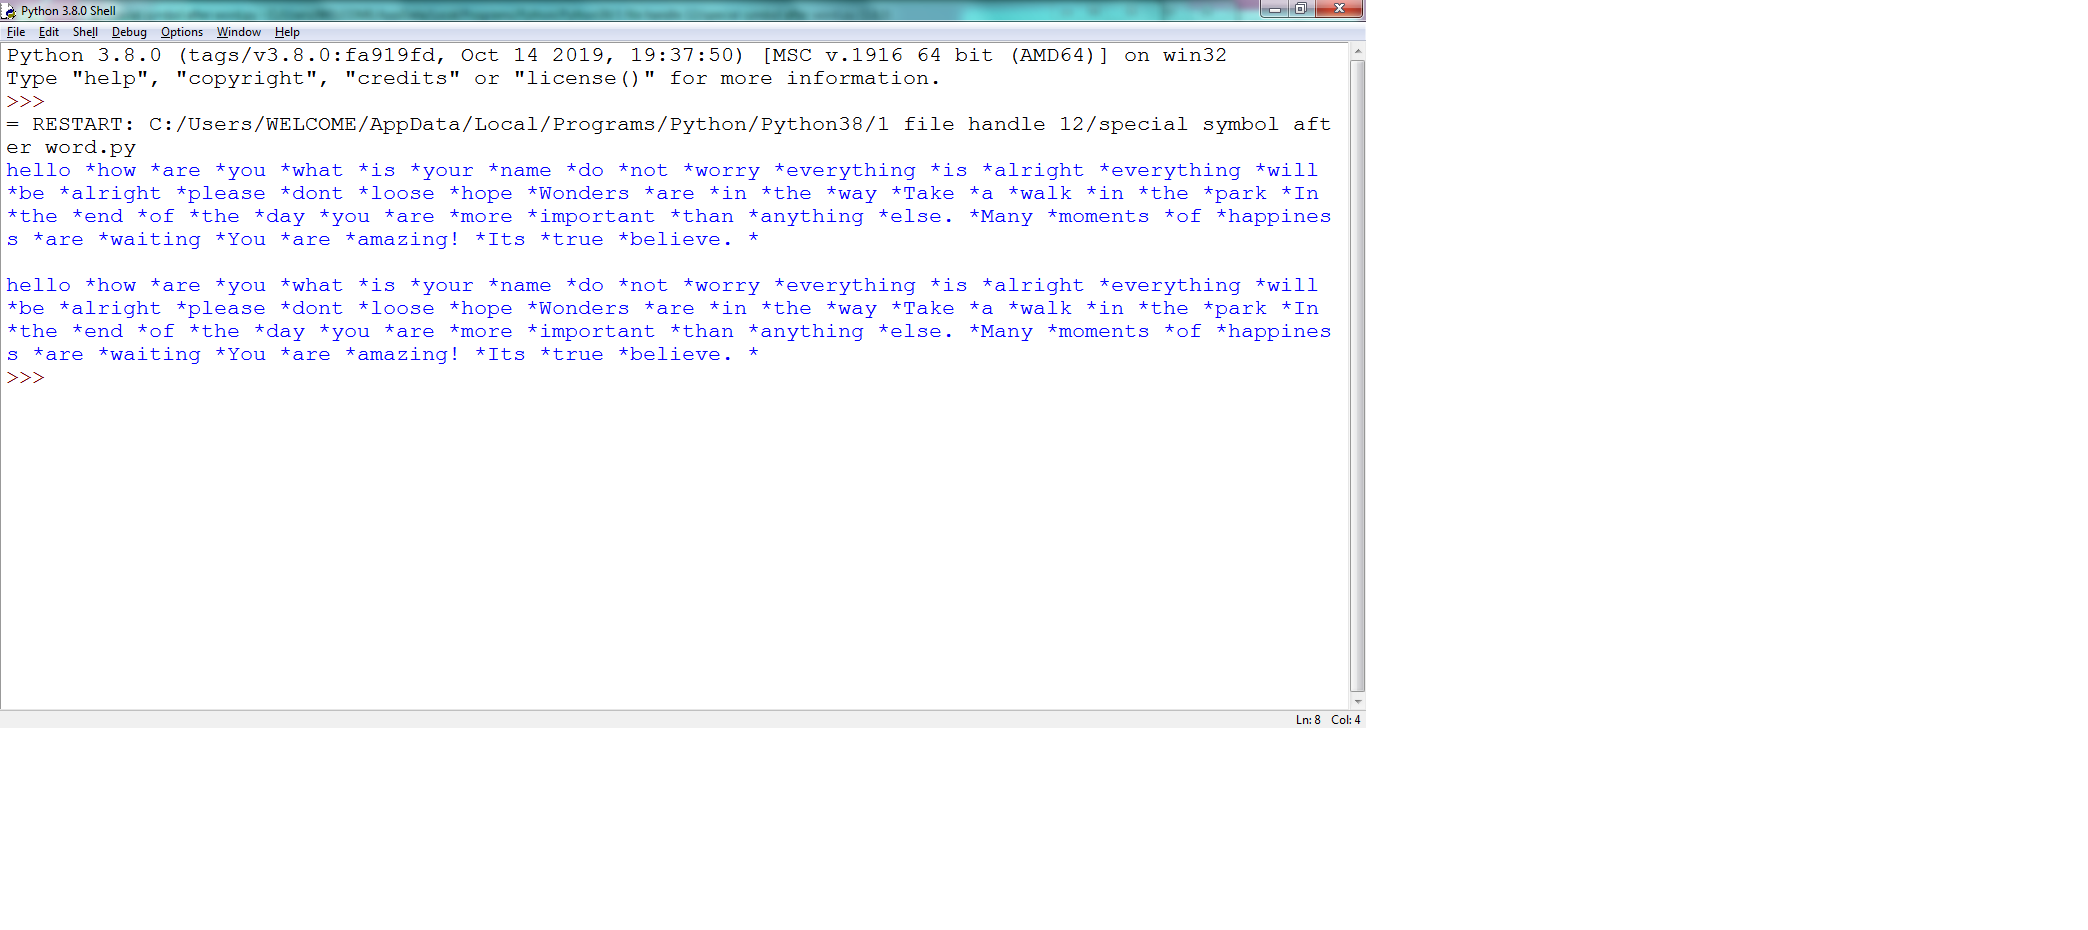 Python 3.8.0 Shell
File Edit Shell Debug Options Window Help
Python 3.8.0 (tags/v3.8.0:fa919fd, Oct 14 2019, 19:37:50) [MSC v.1916 64 bit (AMD64)] on win32
Type "help", "copyright", "credits" or "license()" for more information.
>>>
= RESTART: C:/Users/WELCOME/AppData/Local/Programs/Python/Python38/1 file handle 12/special symbol aft
er word.py
hello *how *are *you *what *is *your *name *do *not *worry *everything *is *alright *everything *will
*be *alright *please *dont *loose *hope *Wonders *are *in *the *way *Take *a *walk *in *the *park *In
*the *end *of *the *day *you *are *more *important *than *anything *else. *Many *moments *of *happines
s *are *waiting *You *are *amazing! *Its *true *believe. *
hello *how *are *you *what *is *your *name *do *not *worry *everything *is *alright *everything *will
*be *alright *please *dont *loose *hope *Wonders *are *in *the *way *Take *a *walk *in *the *park *In
*the *end *of *the *day *you *are *more *important *than *anything *else. *Many *moments *of *happines
s *are *waiting *You *are *amazing! *Its *true *believe. *
>>>
Ln: 8 Col: 4